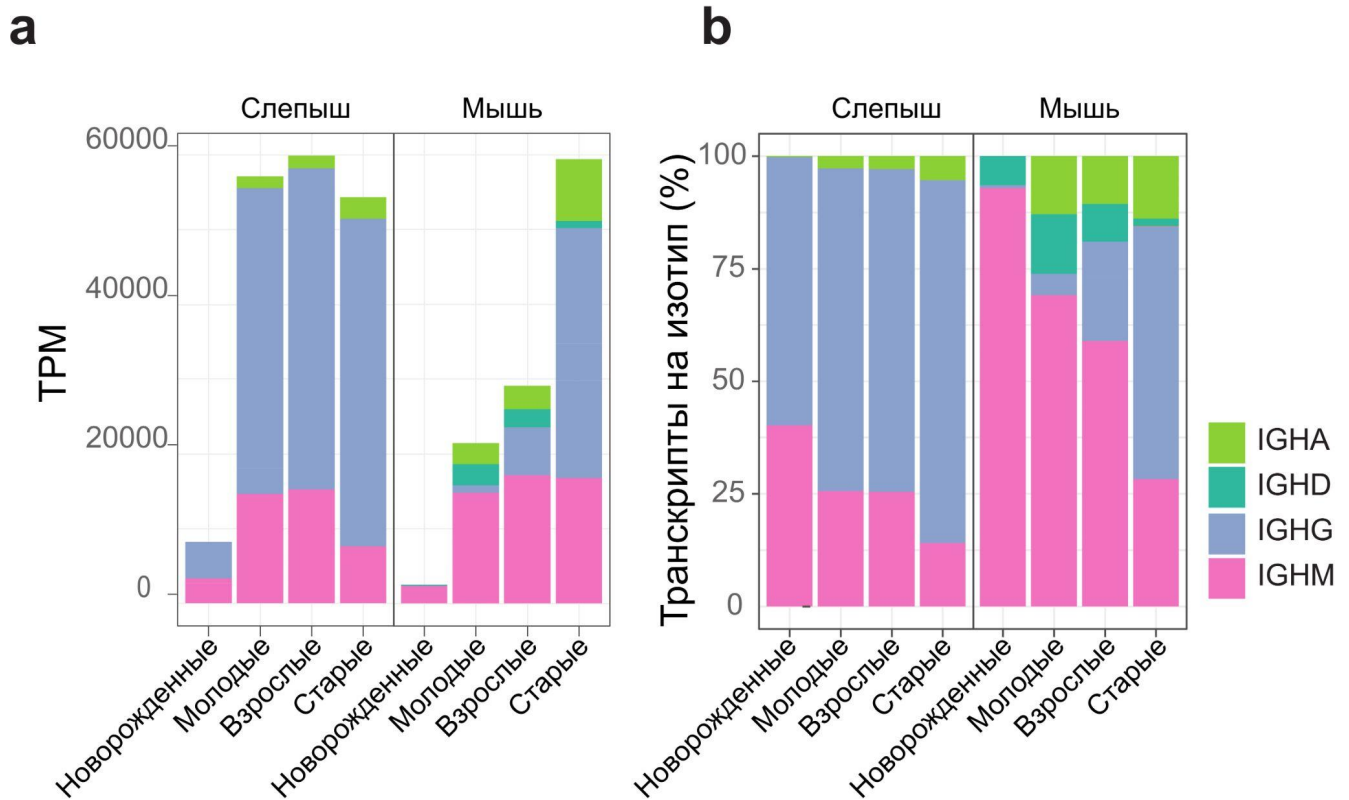 a
Слепыш Мышь
TPM
60000
40000
20000
0
Новорожденные
Молодые
Взрослые
Старые
Новорожденные
Молодые
Взрослые
Старые
b
Слепыш Мышь
Транскрипты на изотип (%)
100
75
50
25
0
Новорожденные
Молодые
Взрослые
Старые
Новорожденные
Молодые
Взрослые
Старые
IGHA
IGHD
IGHG
IGHM